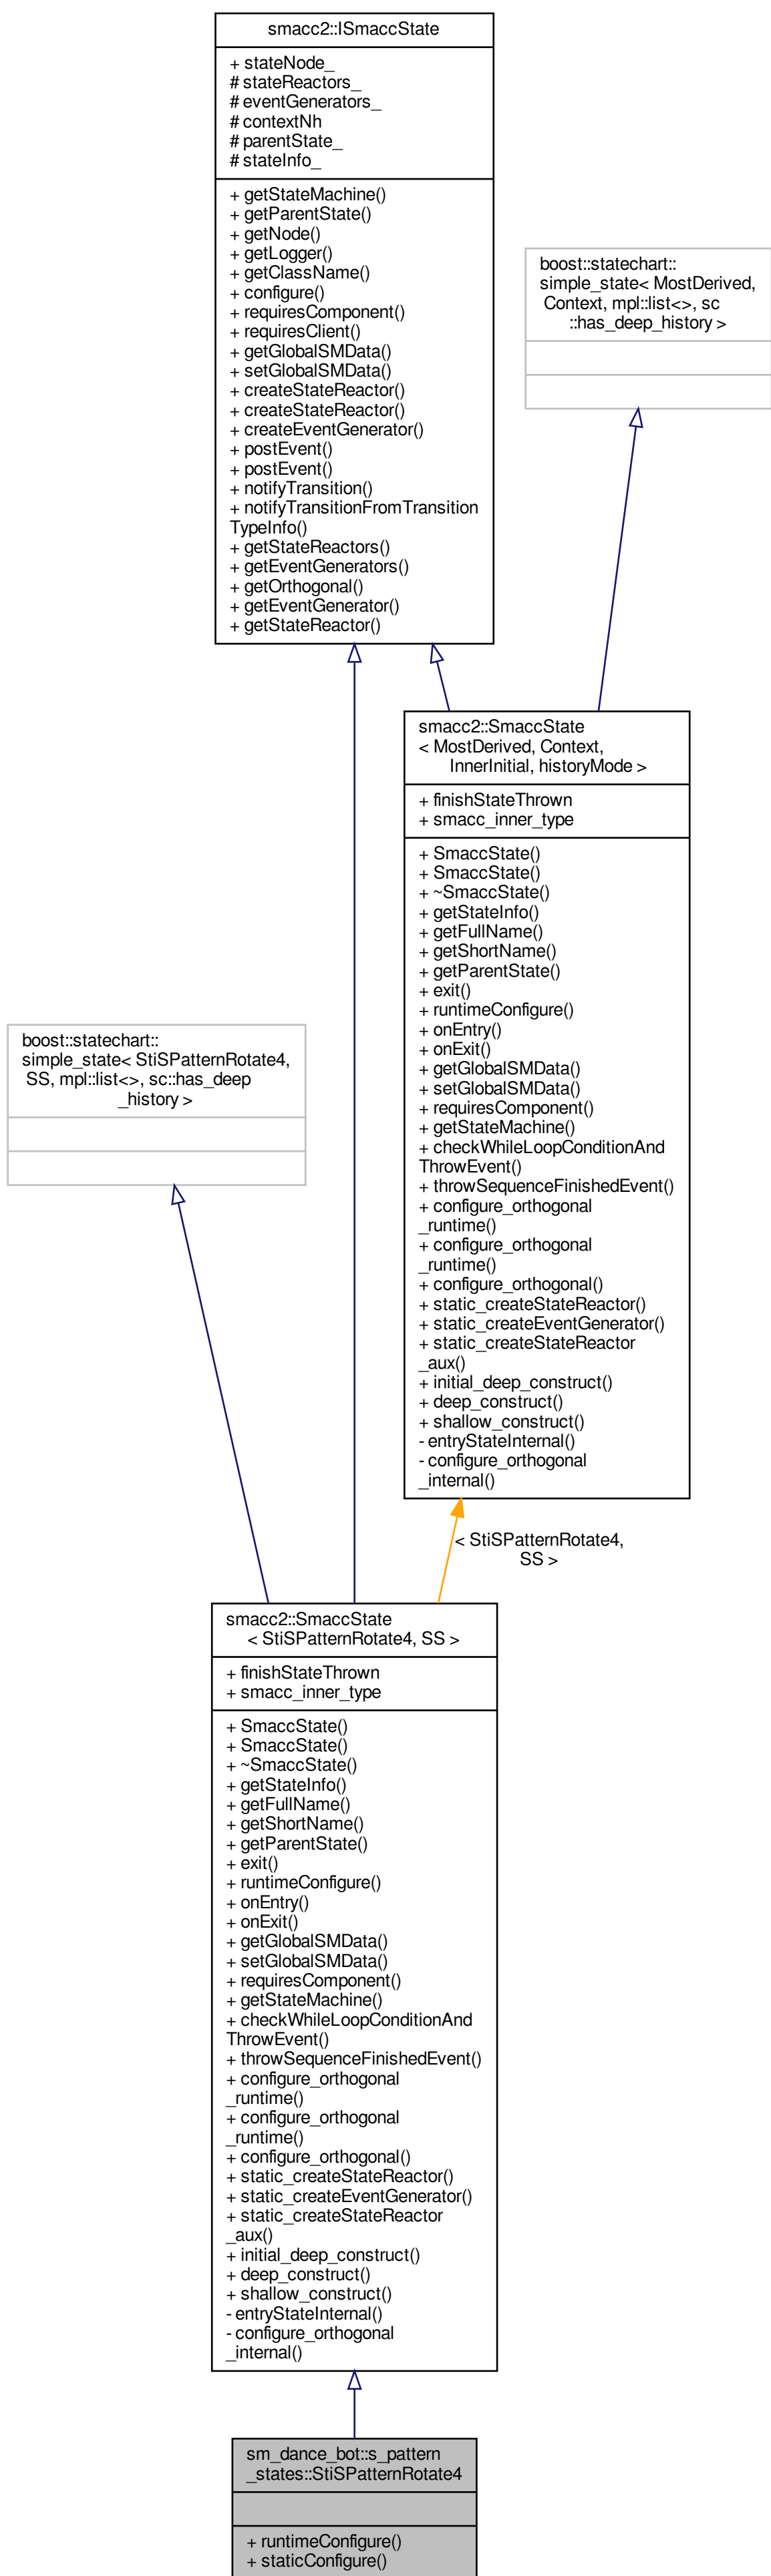 smacc2::ISmaccState
+ stateNode_
# stateReactors_
# eventGenerators_
# contextNh
# parentState_
# stateInfo_
+ getStateMachine()
+ getParentState()
+ getNode()
+ getLogger()
+ getClassName()
+ configure()
+ requiresComponent()
+ requiresClient()
+ getGlobalSMData()
+ setGlobalSMData()
+ createStateReactor()
+ createStateReactor()
+ createEventGenerator()
+ postEvent()
+ postEvent()
+ notifyTransition()
+ notifyTransitionFromTransition
TypeInfo()
+ getStateReactors()
+ getEventGenerators()
+ getOrthogonal()
+ getEventGenerator()
+ getStateReactor()
boost::statechart::
simple_state< MostDerived,
Context, mpl::list<>, sc
::has_deep_history >
smacc2::SmaccState
< MostDerived, Context,
InnerInitial, historyMode >
+ finishStateThrown
+ smacc_inner_type
+ SmaccState()
+ SmaccState()
+ ~SmaccState()
+ getStateInfo()
+ getFullName()
+ getShortName()
+ getParentState()
+ exit()
+ runtimeConfigure()
+ onEntry()
+ onExit()
+ getGlobalSMData()
+ setGlobalSMData()
+ requiresComponent()
+ getStateMachine()
+ checkWhileLoopConditionAnd
ThrowEvent()
+ throwSequenceFinishedEvent()
+ configure_orthogonal
_runtime()
+ configure_orthogonal
_runtime()
+ configure_orthogonal()
+ static_createStateReactor()
+ static_createEventGenerator()
+ static_createStateReactor
_aux()
+ initial_deep_construct()
+ deep_construct()
+ shallow_construct()
- entryStateInternal()
- configure_orthogonal
_internal()
boost::statechart::
simple_state< StiSPatternRotate4,
SS, mpl::list<>, sc::has_deep
_history >
< StiSPatternRotate4,
SS >
smacc2::SmaccState
< StiSPatternRotate4, SS >
+ finishStateThrown
+ smacc_inner_type
+ SmaccState()
+ SmaccState()
+ ~SmaccState()
+ getStateInfo()
+ getFullName()
+ getShortName()
+ getParentState()
+ exit()
+ runtimeConfigure()
+ onEntry()
+ onExit()
+ getGlobalSMData()
+ setGlobalSMData()
+ requiresComponent()
+ getStateMachine()
+ checkWhileLoopConditionAnd
ThrowEvent()
+ throwSequenceFinishedEvent()
+ configure_orthogonal
_runtime()
+ configure_orthogonal
_runtime()
+ configure_orthogonal()
+ static_createStateReactor()
+ static_createEventGenerator()
+ static_createStateReactor
_aux()
+ initial_deep_construct()
+ deep_construct()
+ shallow_construct()
- entryStateInternal()
- configure_orthogonal
_internal()
sm_dance_bot::s_pattern
_states::StiSPatternRotate4
+ runtimeConfigure()
+ staticConfigure()